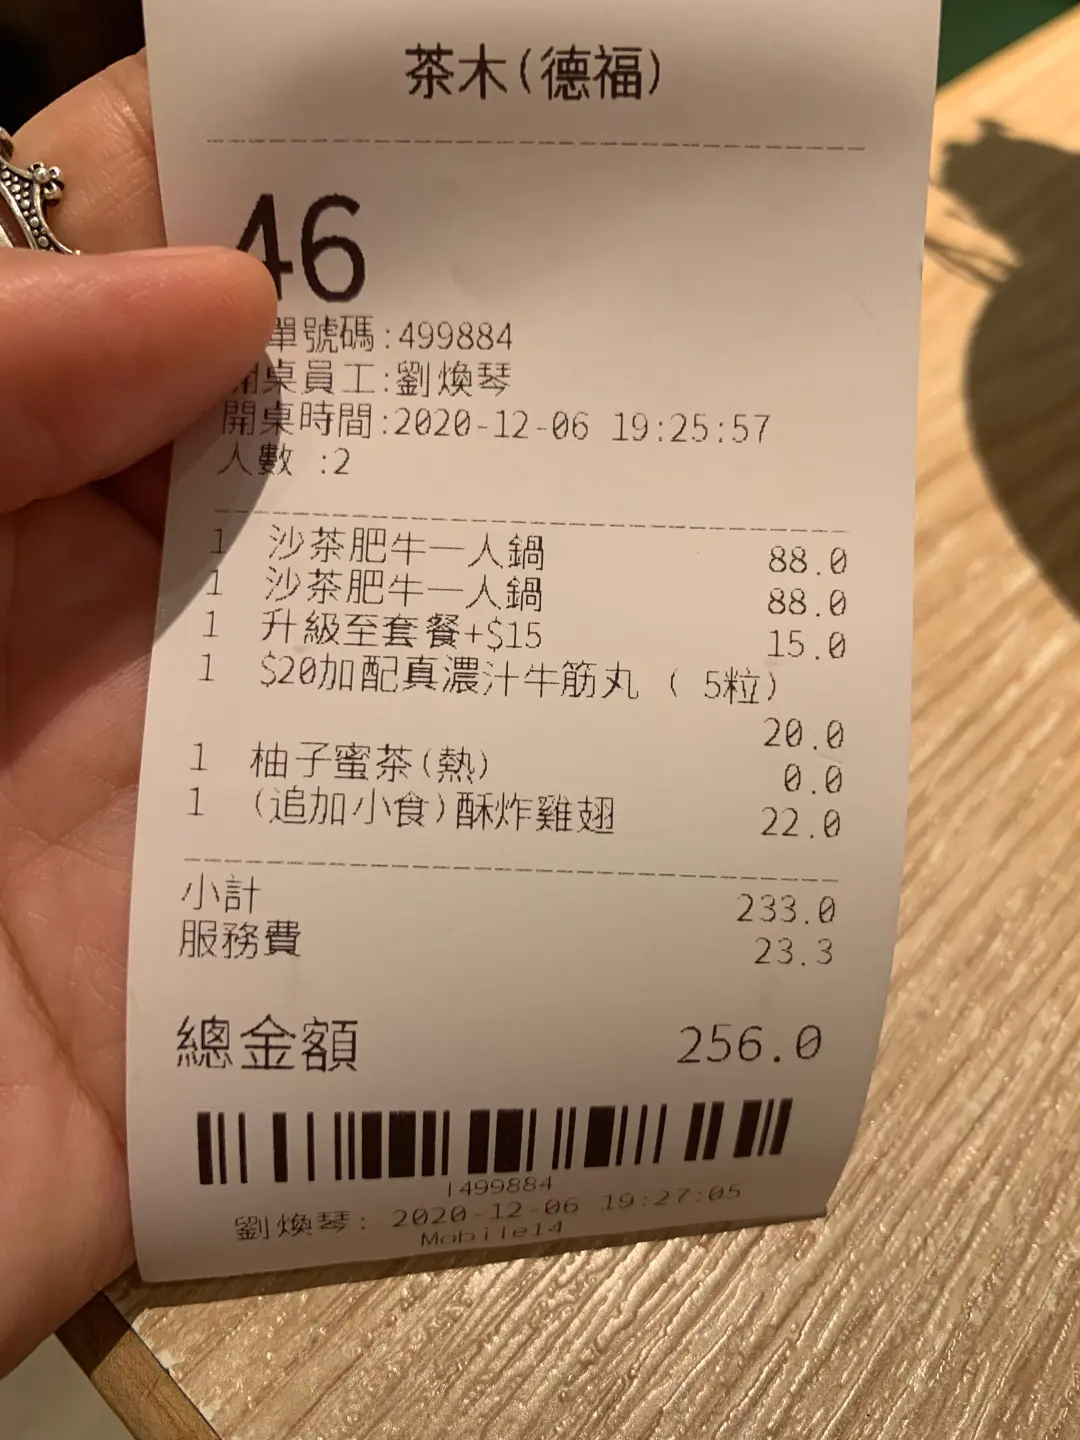 茶木(德福)
46
單號碼:499884
開桌員工:劉煥琴
開桌時間:2020-12-06 19:25:57
人數 :2
1 沙茶肥牛一人鍋 88.0
1 沙茶肥牛一人鍋 88.0
1 升級至套餐+$15 15.0
1 $20加配真濃汁牛筋丸 ( 5粒)
20.0
1 柚子蜜茶(熱) 0.0
1 (追加小食)酥炸雞翅 22.0
小計 233.0
服務費 23.3
總金額 256.0
1499884
劉煥琴: 2020-12-06 19:27:05
Mobile14